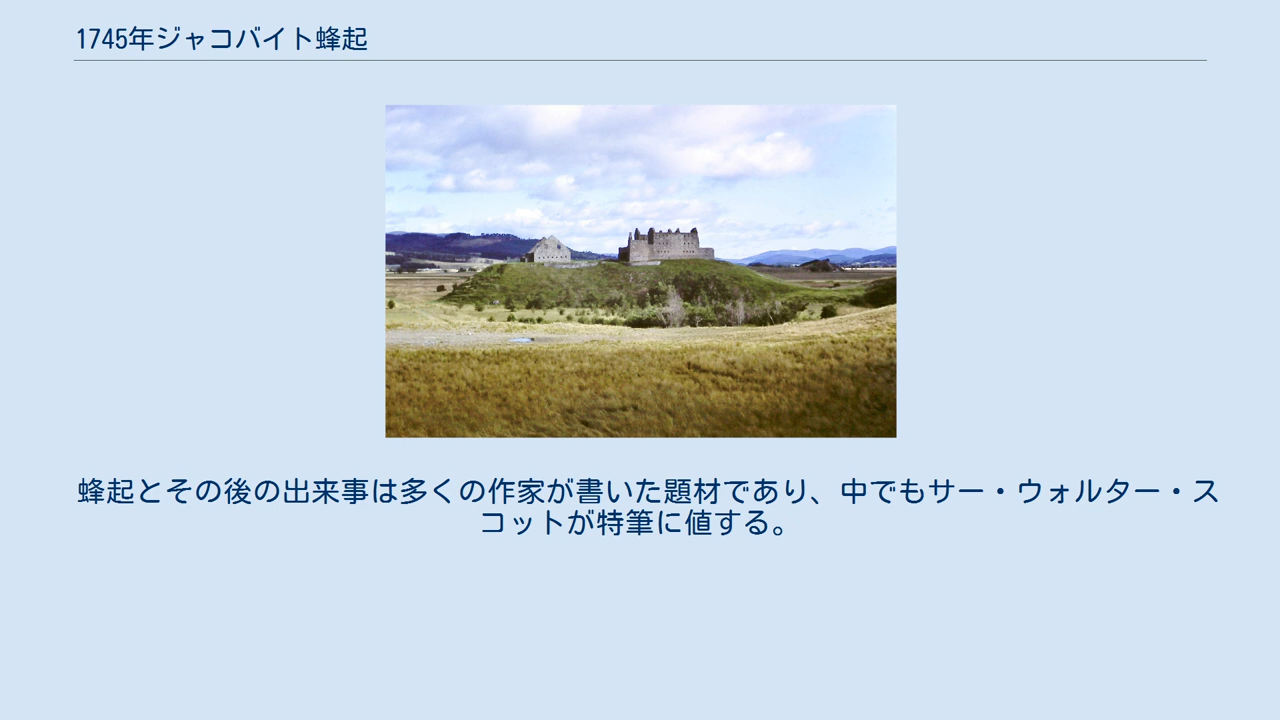 1745年ジャコバイト蜂起
蜂起とその後の出来事は多くの作家が書いた題材であり、中でもサー・ウォルター・ス
コットが特筆に値する。